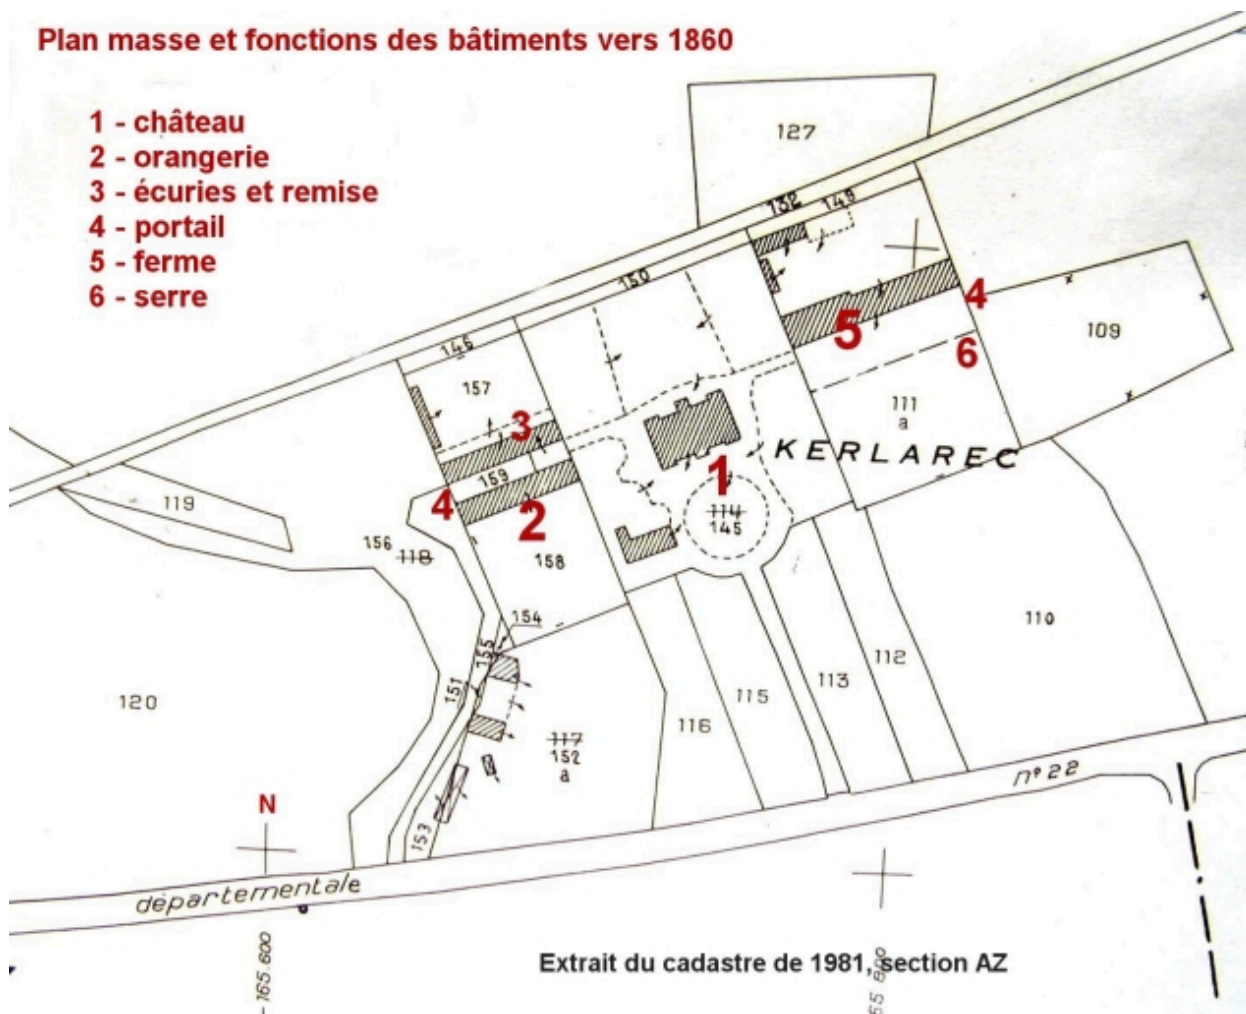 Plan masse et fonctions des bâtiments vers 1860
1 - château
2 - orangerie
3 - écuries et remise
4 - portail
5 - ferme
6 - serre
127
132
149
150
146
157
3
4
5
6
109
111
a
KERLAREC
1
114
145
159
4
2
119
156 118
158
154
155
151
120
110
112
113
115
116
117
152
a
153
N
nº 22
départementale
165.600
Extrait du cadastre de 1981, section AZ